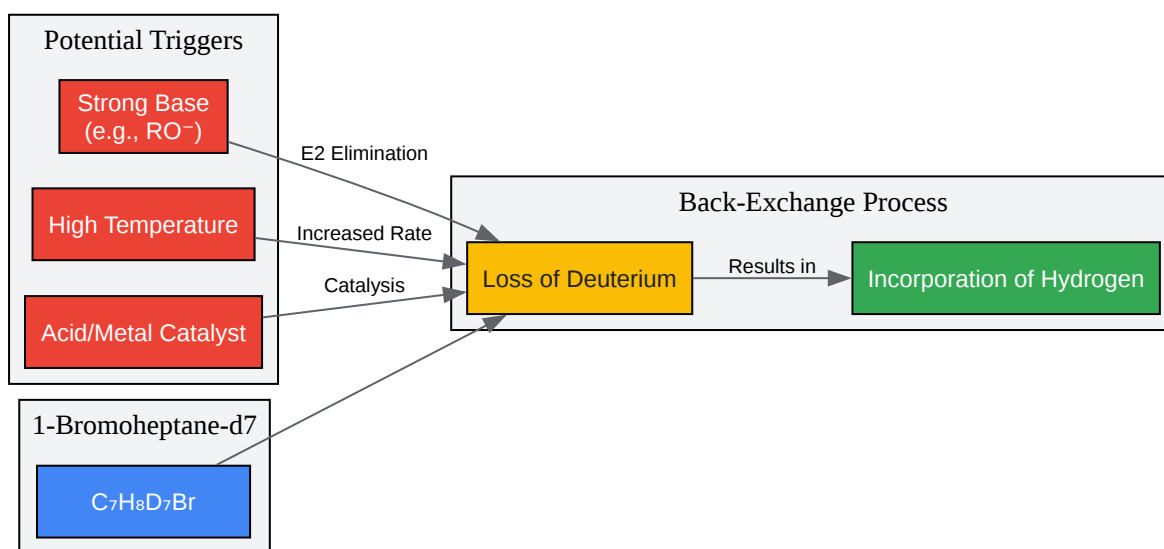 Potential Triggers
Strong Base
(e.g., RO⁻)
High Temperature
Acid/Metal Catalyst
E2 Elimination
Increased Rate
Catalysis
Back-Exchange Process
Loss of Deuterium
Results in
Incorporation of Hydrogen
1-Bromoheptane-d7
C₇H₈D₇Br